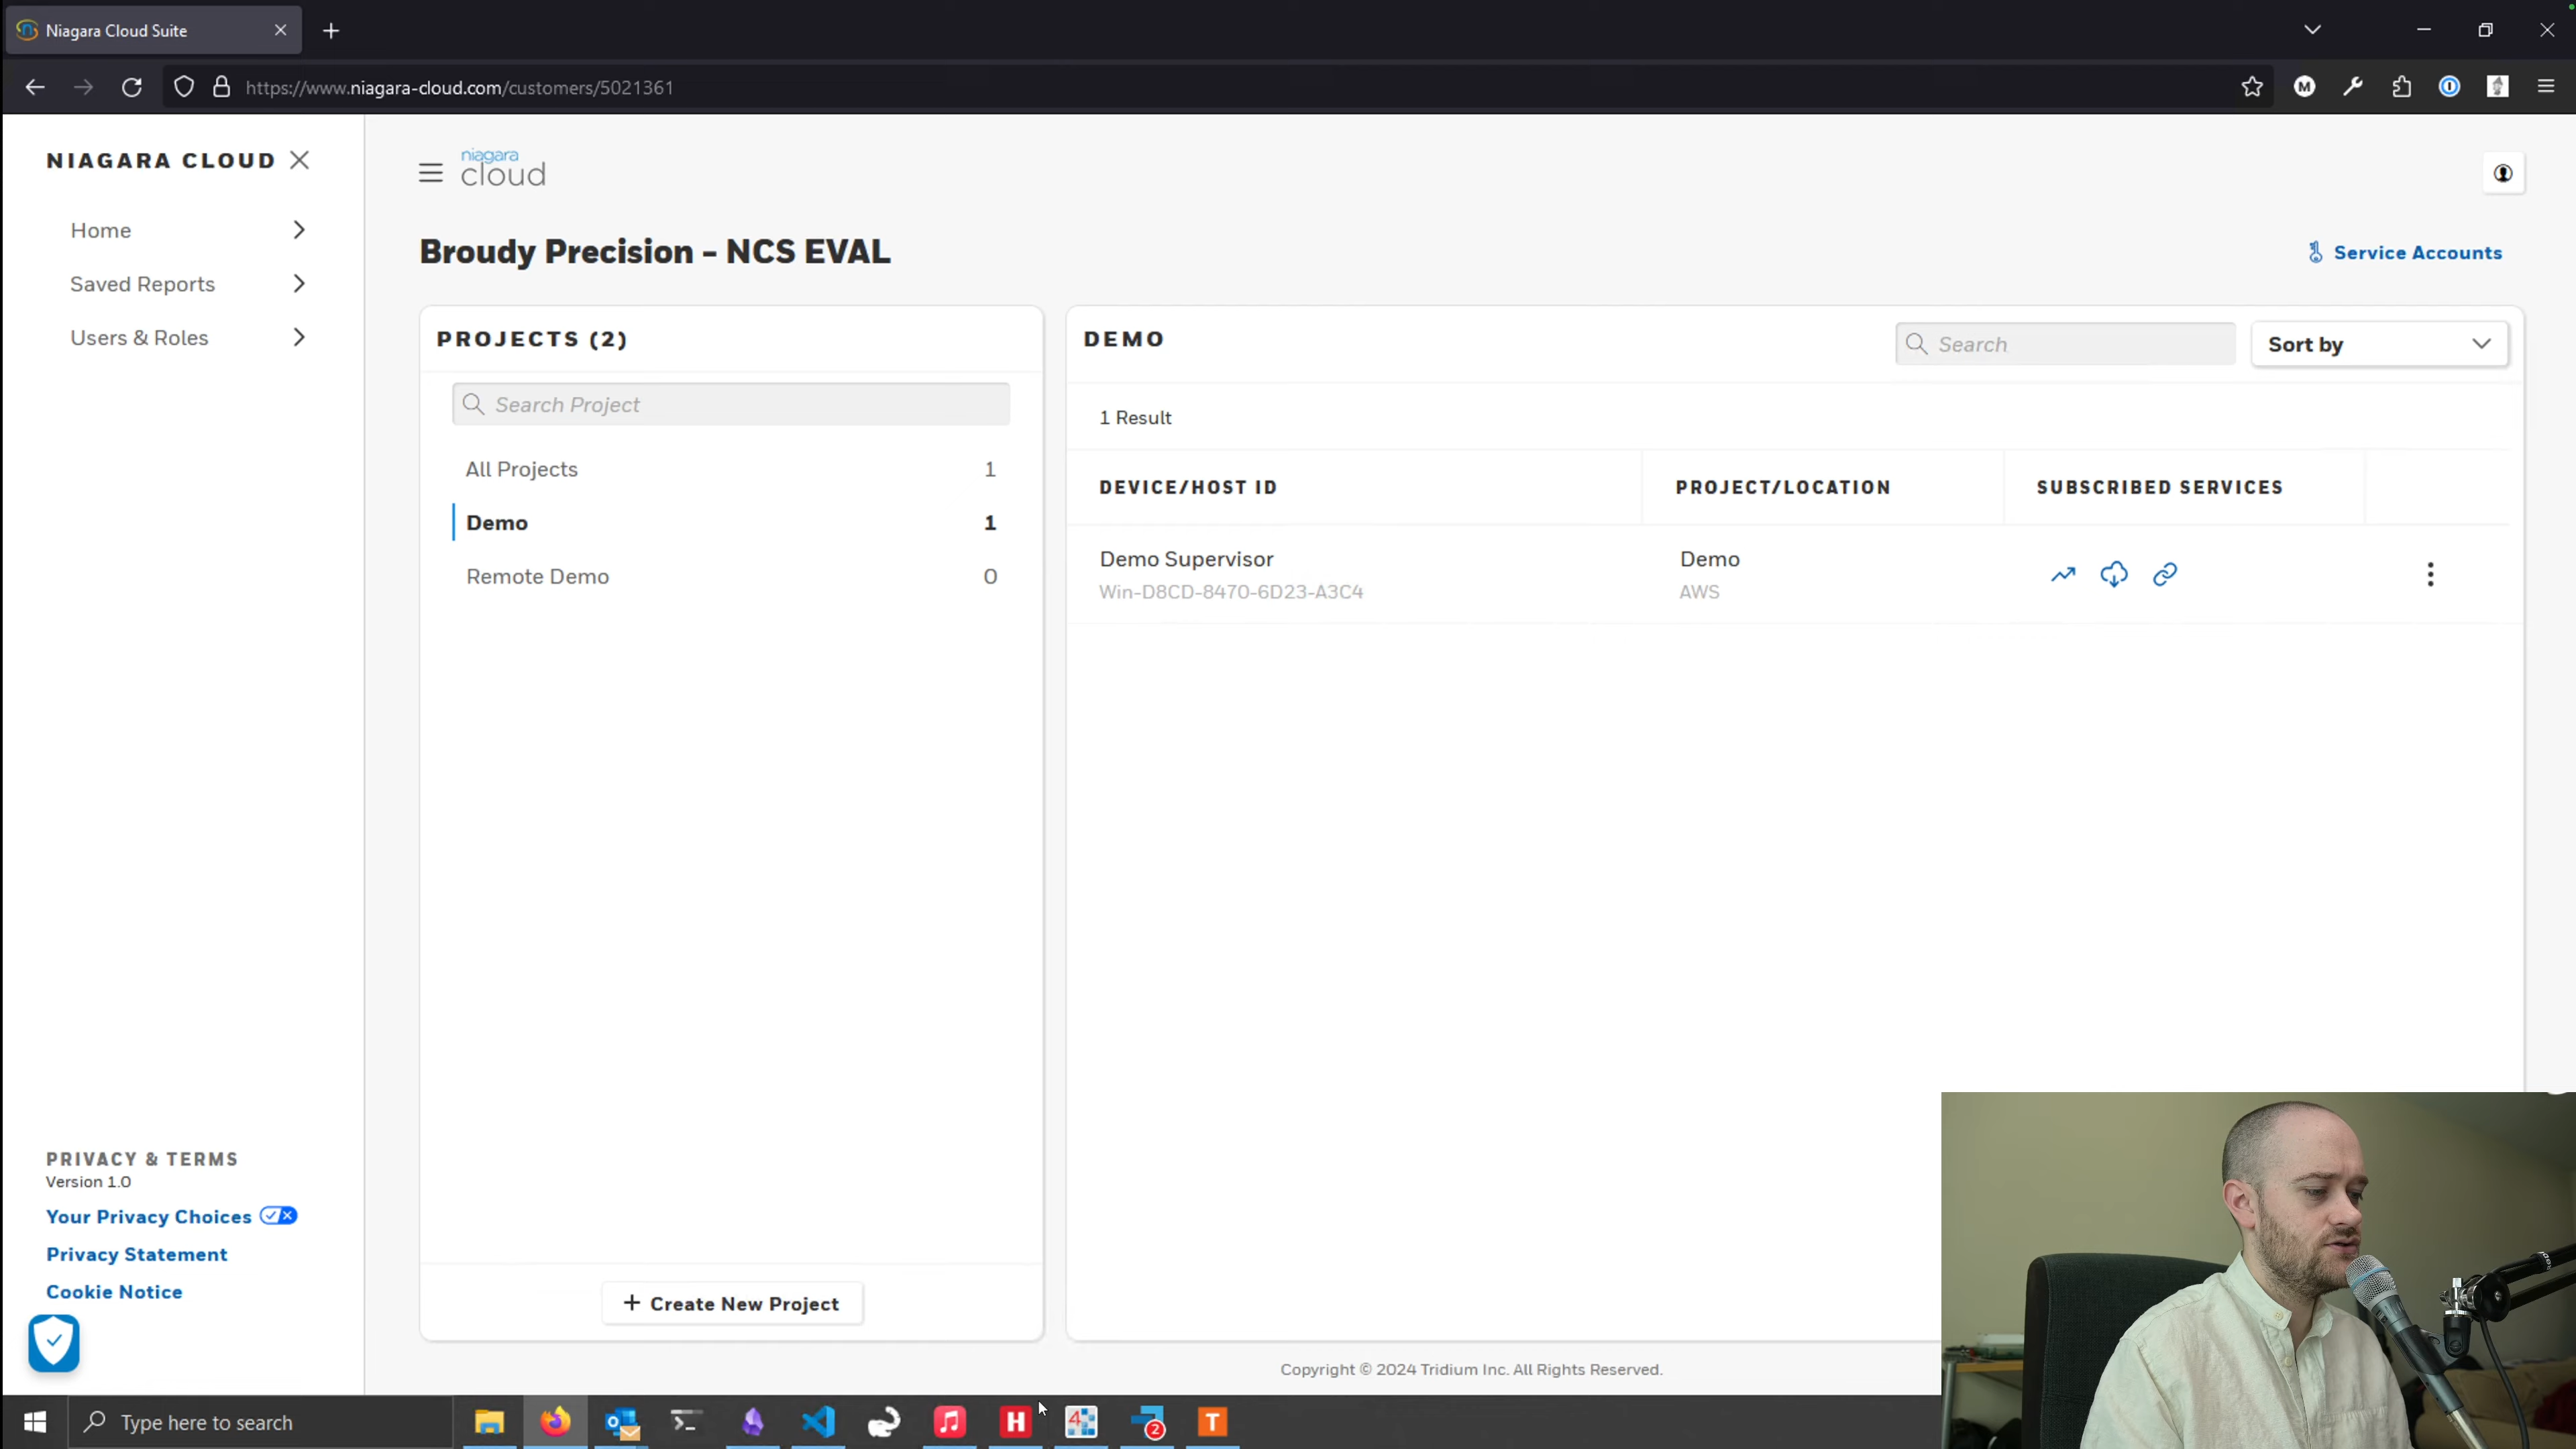 Niagara Cloud Suite
https://www.niagara-cloud.com/customers/5021361
NIAGARA CLOUD
Home
Saved Reports
Users & Roles
niagara
cloud
Broudy Precision - NCS EVAL
Service Accounts
PROJECTS (2)
Search Project
All Projects 1
Demo 1
Remote Demo 0
Create New Project
DEMO
Search
Sort by
1 Result
DEVICE/HOST ID PROJECT/LOCATION SUBSCRIBED SERVICES
Demo Supervisor Demo
Win-D8CD-8470-6D23-A3C4 AWS
PRIVACY & TERMS
Version 1.0
Your Privacy Choices
Privacy Statement
Cookie Notice
Copyright © 2024 Tridium Inc. All Rights Reserved.
Type here to search
H
4
2
T
M